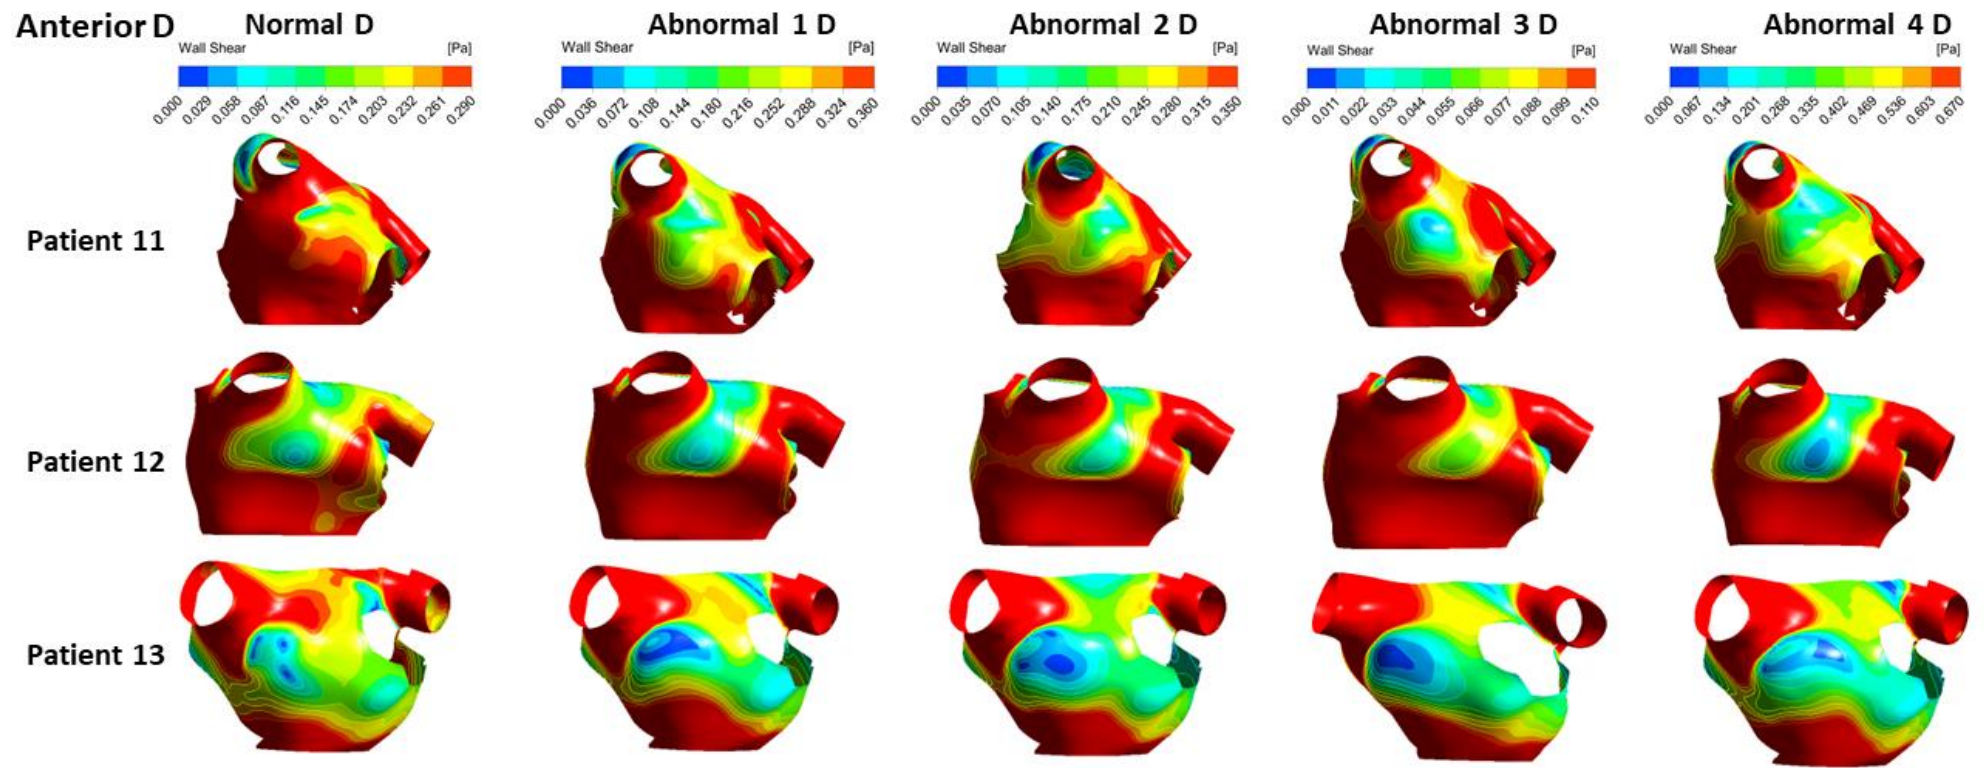 Anterior D
Normal D
Abnormal 1 D
Abnormal 2 D
Abnormal 3 D
Abnormal 4 D
Wall Shear [Pa]
0.000 0.029 0.058 0.087 0.116 0.145 0.174 0.203 0.232 0.261 0.290
Wall Shear [Pa]
0.000 0.036 0.072 0.108 0.144 0.180 0.216 0.252 0.288 0.324 0.360
Wall Shear [Pa]
0.000 0.035 0.070 0.105 0.140 0.175 0.210 0.245 0.280 0.315 0.350
Wall Shear [Pa]
0.000 0.011 0.022 0.033 0.044 0.055 0.066 0.077 0.088 0.099 0.110
Wall Shear [Pa]
0.000 0.067 0.134 0.201 0.268 0.335 0.402 0.469 0.536 0.603 0.670
Patient 11
Patient 12
Patient 13